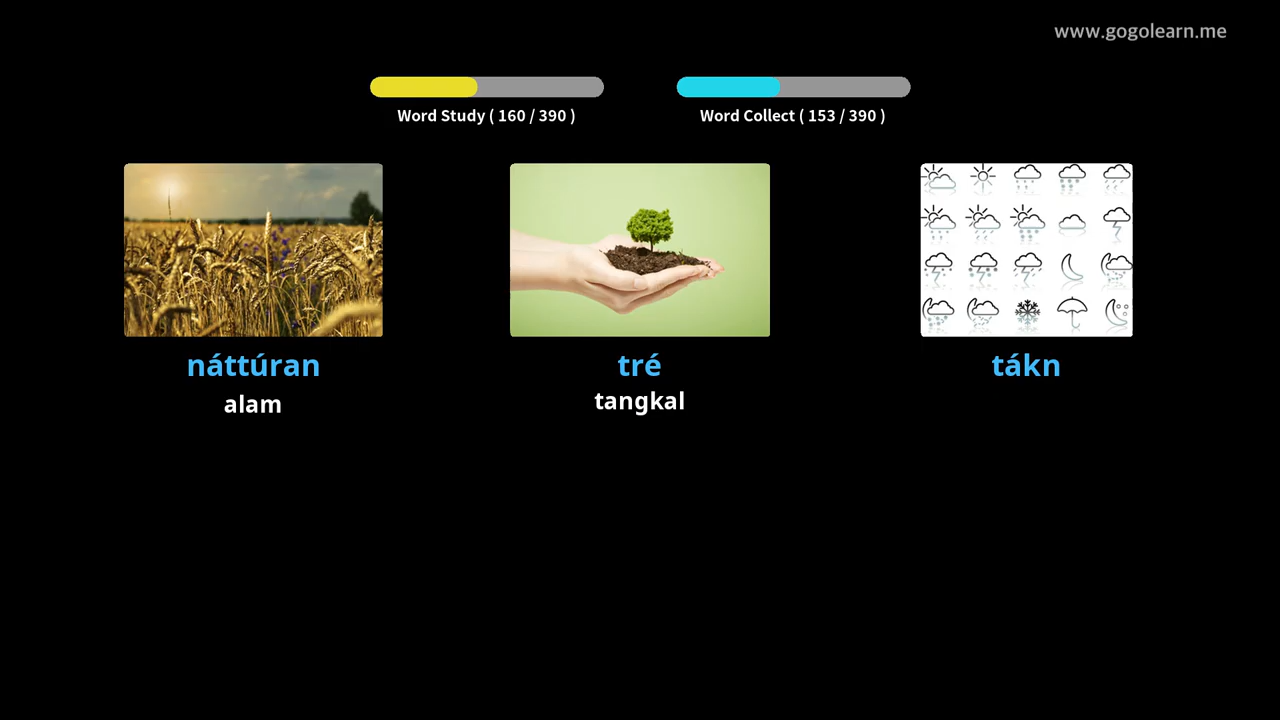 www.gogolearn.me
Word Study ( 160 / 390 )
Word Collect ( 153 / 390 )
náttúran
tré
tákn
alam
tangkal